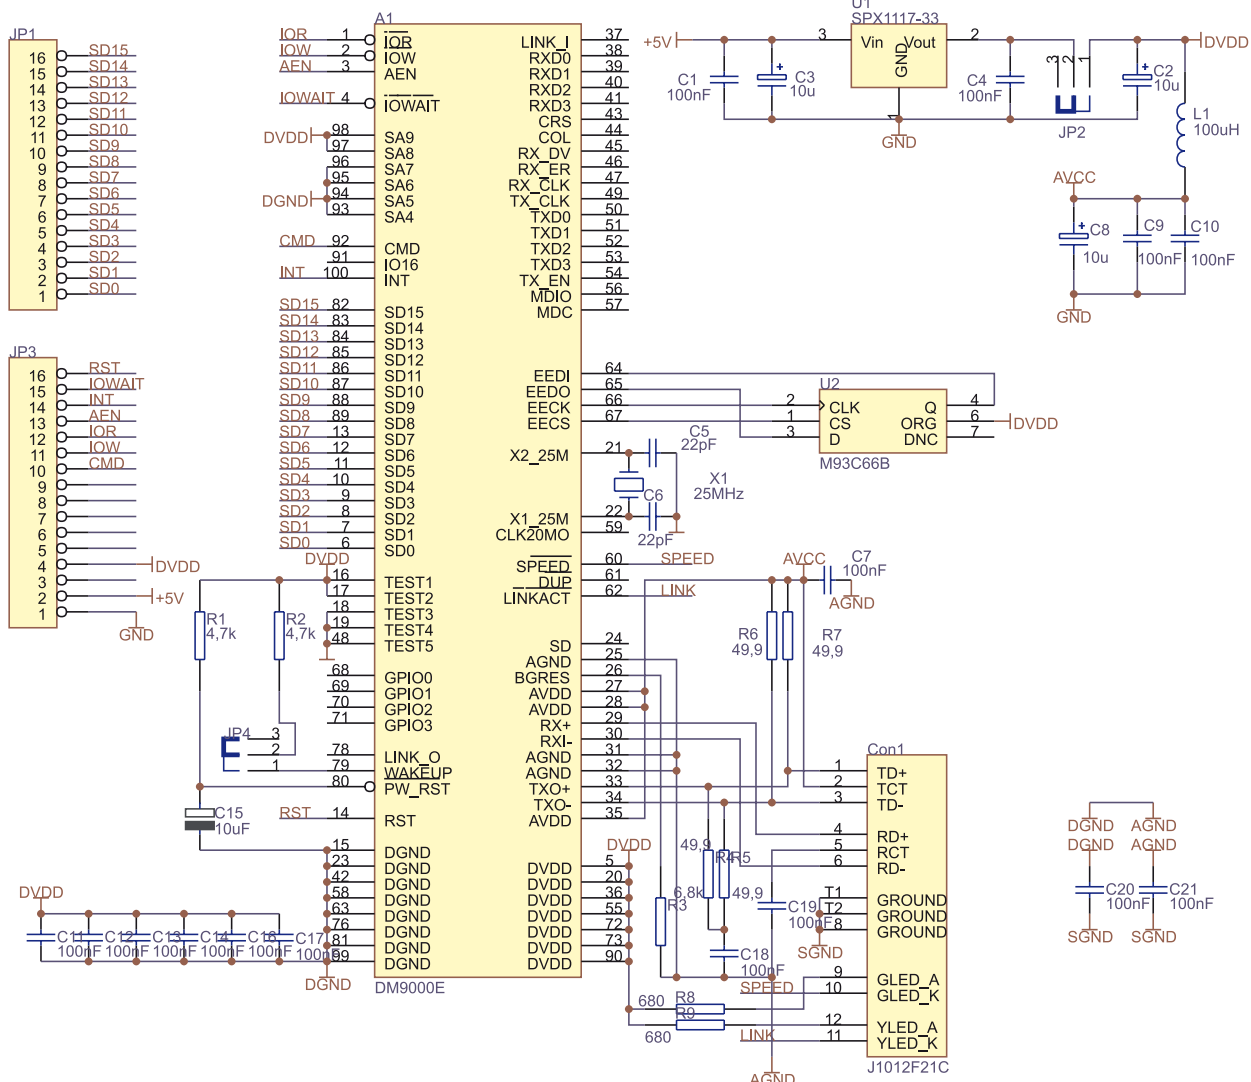 JP1
16 SD15
15 SD14
14 SD13
13 SD12
12 SD11
11 SD10
10 SD9
9 SD8
8 SD7
7 SD6
6 SD5
5 SD4
4 SD3
3 SD2
2 SD1
1 SD0
JP3
16 RST
15 IOWAIT
14 INT
13 AEN
12 IOR
11 IOW
10 CMD
9
8
7
6
5
4 DVDD
3
2 +5V
1
GND
A1
IOR 1 IOR
IOW 2 IOW
AEN 3 AEN
IOWAIT 4 IOWAIT
98 SA9
DVDD
97 SA8
96 SA7
95 SA6
DGND 94 SA5
93 SA4
CMD 92 CMD
91 IO16
INT 100 INT
SD15 82 SD15
SD14 83 SD14
SD13 84 SD13
SD12 85 SD12
SD11 86 SD11
SD10 87 SD10
SD9 88 SD9
SD8 89 SD8
SD7 13 SD7
SD6 12 SD6
SD5 11 SD5
SD4 10 SD4
SD3 9 SD3
SD2 8 SD2
SD1 7 SD1
SD0 6 SD0
DVDD
16 TEST1
17 TEST2
18 TEST3
19 TEST4
48 TEST5
68 GPIO0
69 GPIO1
70 GPIO2
71 GPIO3
78 LINK_O
79 WAKEUP
80 PW_RST
RST 14 RST
15 DGND
23 DGND
42 DGND
58 DGND
63 DGND
76 DGND
81 DGND
99 DGND
DGND
DM9000E
R1
4,7k
R2
4,7k
JP4
3
2
1
C15
10uF
DVDD
C11
100nF
C12
100nF
C13
100nF
C14
100nF
C16
100nF
C17
100nF
LINK_I 37
RXD0 38
RXD1 39
RXD2 40
RXD3 41
CRS 43
COL 44
RX_DV 45
RX_ER 46
RX_CLK 47
TX_CLK 49
TXD0 50
TXD1 51
TXD2 52
TXD3 53
TX_EN 54
MDIO 56
MDC 57
EEDI 64
EEDO 65
EECK 66
EECS 67
X2_25M 21
X1_25M 22
CLK20MO 59
SPEED 60 SPEED
DUP 61
LINKACT 62 LINK
SD 24
AGND 25
BGRES 26
AVDD 27
AVDD 28
RX+ 29
RXI- 30
AGND 31
AGND 32
TXO+ 33
TXO- 34
AVDD 35
DVDD
DVDD 5
DVDD 20
DVDD 36
DVDD 55
DVDD 72
DVDD 73
DVDD 90
U1
SPX1117-33
+5V
3 Vin
Vout 2
GND
1
C1
100nF
C3
10u
C4
100nF
3
2
1
JP2
C2
10u
DVDD
GND
L1
100uH
AVCC
C8
10u
C9
100nF
C10
100nF
GND
U2
2 CLK Q 4
1 CS ORG 6 DVDD
3 D DNC 7
M93C66B
C5
22pF
X1
25MHz
C6
22pF
AVCC
C7
100nF
AGND
R6
49,9
R7
49,9
49,9
R4
R5
6,8k
49,9
R3
C19
100nF
C18
100nF
Con1
1 TD+
2 TCT
3 TD-
4 RD+
5 RCT
6 RD-
T1 GROUND
T2 GROUND
8 GROUND
SGND
9 GLED_A
SPEED 10 GLED_K
12 YLED_A
LINK 11 YLED_K
J1012F21C
680 R8
R9
680
AGND
DGND AGND
DGND AGND
C20
100nF
C21
100nF
SGND SGND